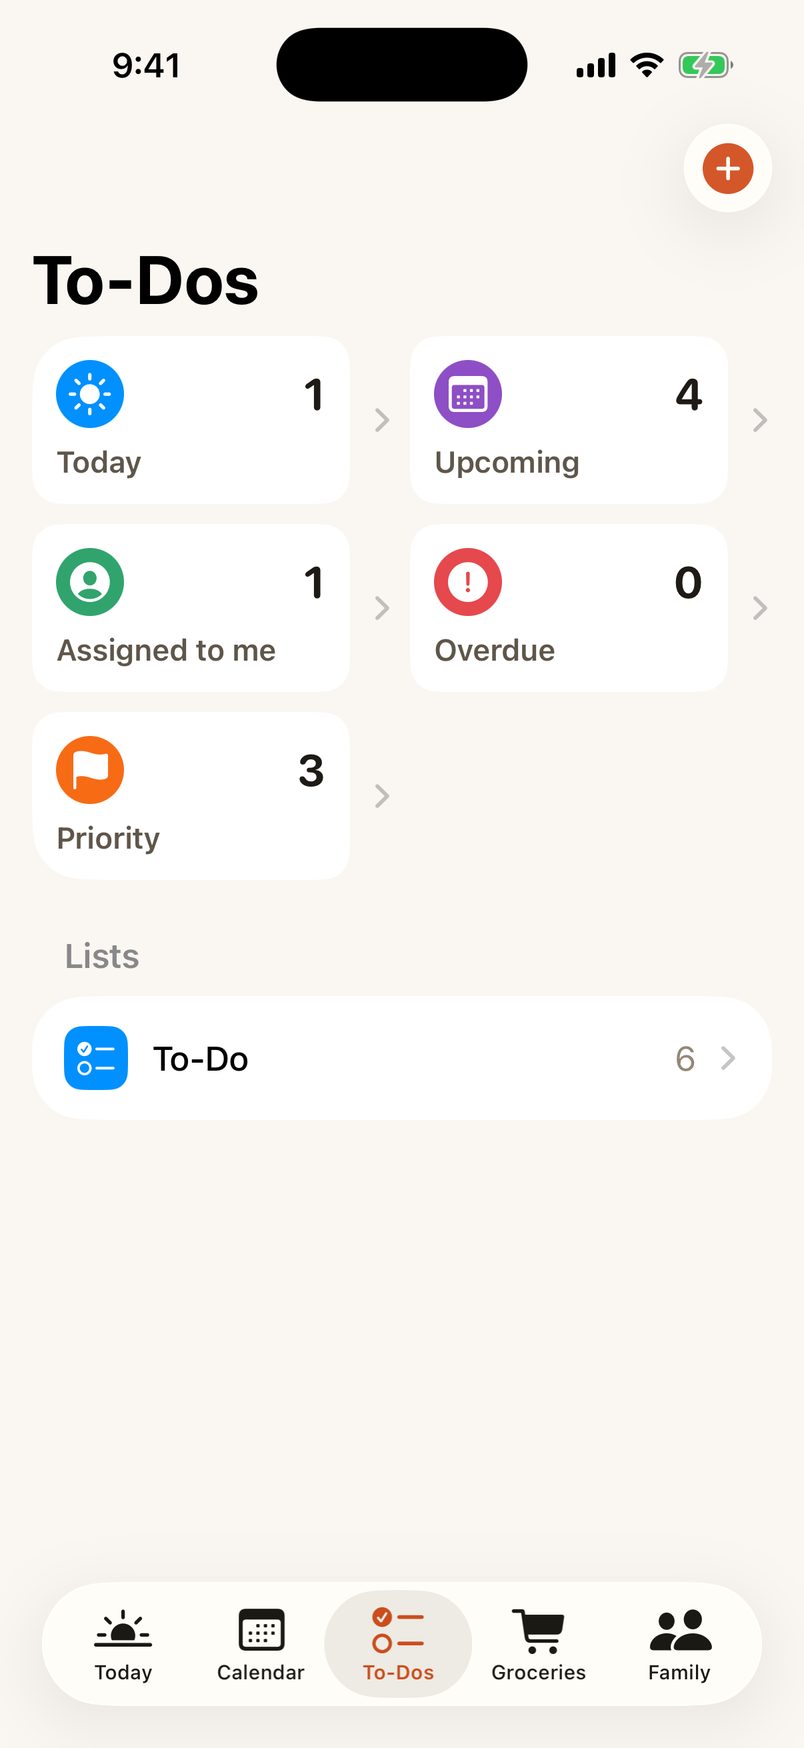 9:41
To-Dos
1
Today
4
Upcoming
1
Assigned to me
0
Overdue
3
Priority
Lists
To-Do 6
Today Calendar To-Dos Groceries Family